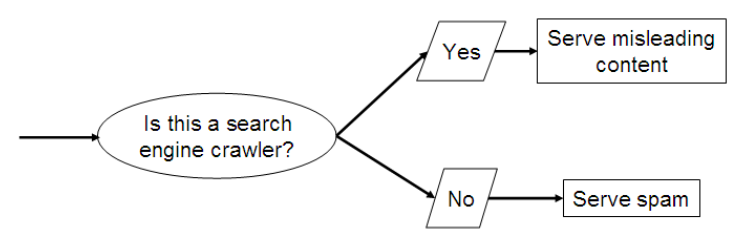 Is this a search
engine crawler?
Yes
Serve misleading
content
No
Serve spam